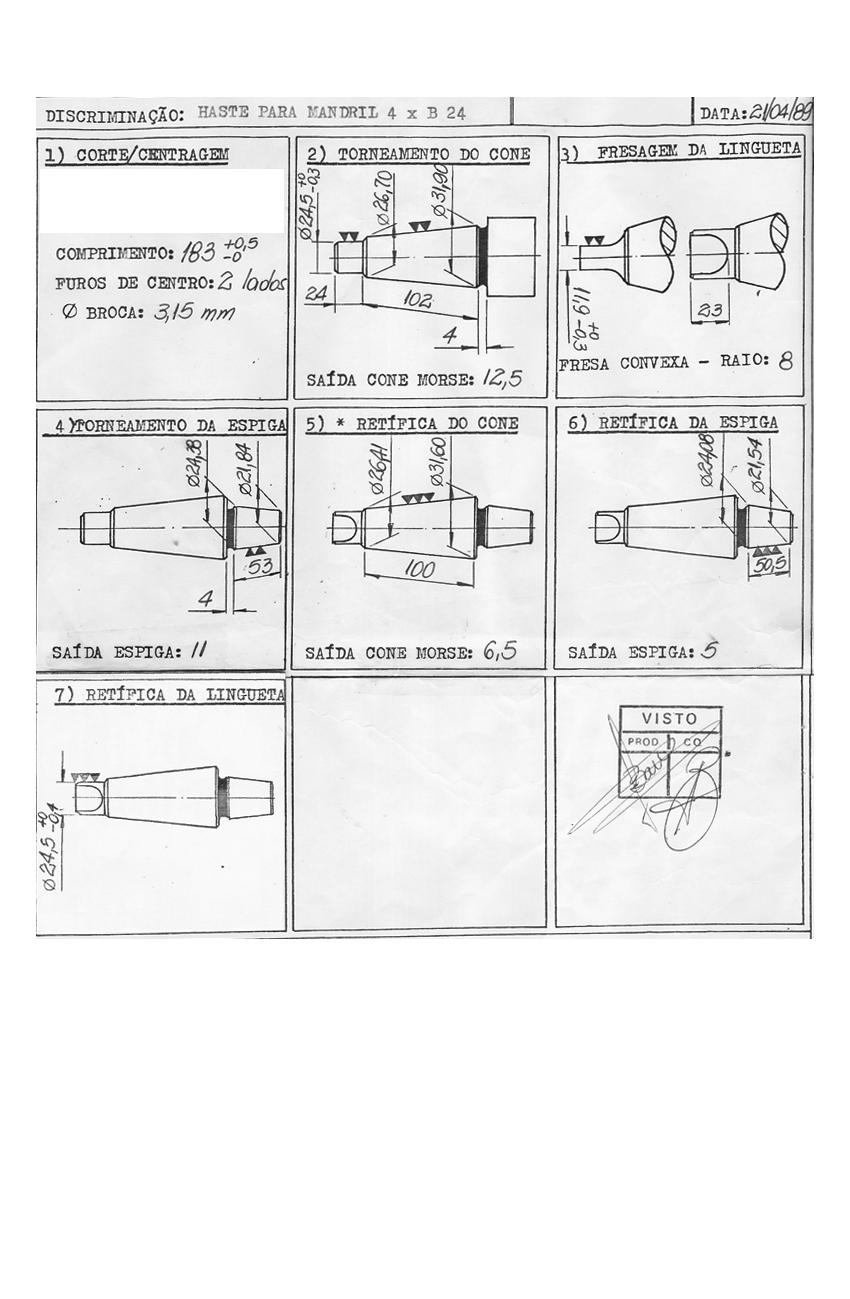 DISCRIMINAÇÃO: HASTE PARA MANDRIL 4 x B 24
DATA: 21/04/89
1) CORTE/CENTRAGEM
COMPRIMENTO: 183 +0,5 -0
FUROS DE CENTRO: 2 lados
Ø BROCA: 3,15 mm
2) TORNEAMENTO DO CONE
Ø24,5 +0 -0,3
Ø26,70
Ø31,90
24
102
4
SAÍDA CONE MORSE: 12,5
3) FRESAGEM DA LINGUETA
11,9 +0 -0,3
23
FRESA CONVEXA - RAIO: 8
4) TORNEAMENTO DA ESPIGA
Ø24,38
Ø21,84
53
4
SAÍDA ESPIGA: 11
5) * RETÍFICA DO CONE
Ø26,41
Ø31,60
100
SAÍDA CONE MORSE: 6,5
6) RETÍFICA DA ESPIGA
Ø24,08
Ø21,54
50,5
SAÍDA ESPIGA: 5
7) RETÍFICA DA LINGUETA
Ø24,5 +0
VISTO
PROD
CQ